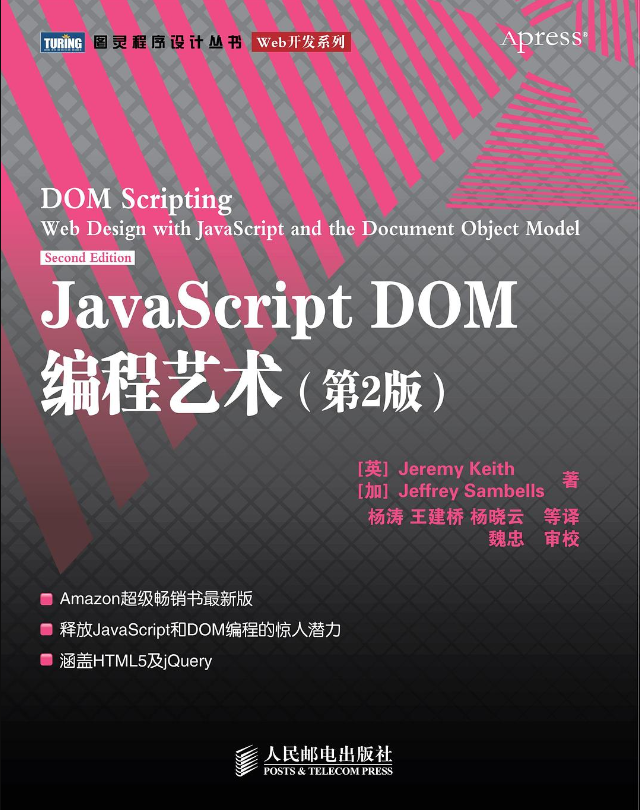 TURING 图灵程序设计丛书 Web开发系列
Apress®
DOM Scripting
Web Design with JavaScript and the Document Object Model
Second Edition
JavaScript DOM
编程艺术（第2版）
[英] Jeremy Keith
[加] Jeffrey Sambells 著
杨涛 王建桥 杨晓云 等译
魏忠 审校
Amazon超级畅销书最新版
释放JavaScript和DOM编程的惊人潜力
涵盖HTML5及jQuery
人民邮电出版社
POSTS & TELECOM PRESS